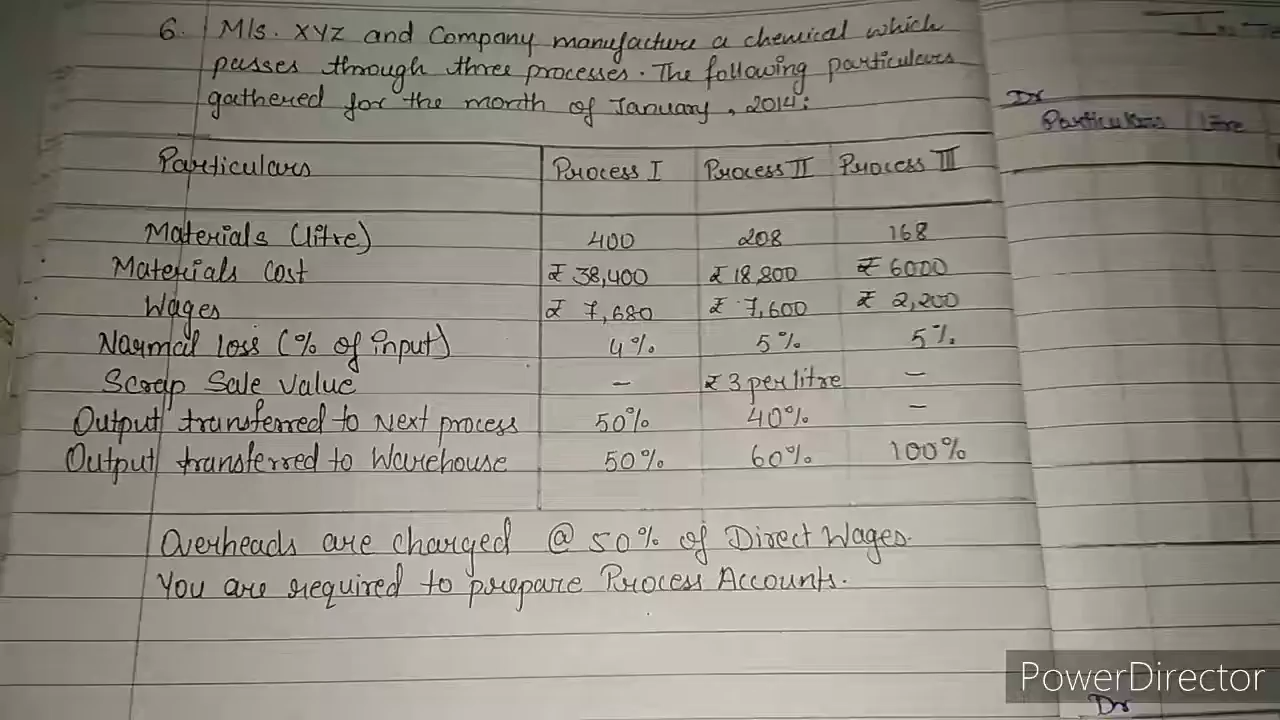 6. M/s. XYZ and Company manufacture a chemical which
passes through three processes. The following particulars
gathered for the month of January, 2014:
Particulars Process I Process II Process III
Materials (litre) 400 208 168
Materials Cost ₹ 38,400 ₹ 18,800 ₹ 6000
Wages ₹ 7,680 ₹ 7,600 ₹ 2,200
Normal loss (% of input) 4% 5% 5%
Scrap Sale Value – ₹ 3 per litre –
Output transferred to Next process 50% 40% –
Output transferred to Warehouse 50% 60% 100%
Overheads are charged @ 50% of Direct Wages.
You are required to prepare Process Accounts.
Dr
Particulars litre
Dr
PowerDirector